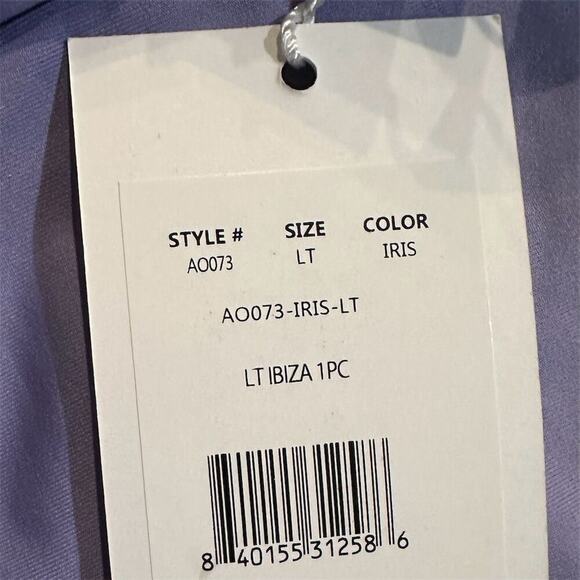 STYLE # SIZE COLOR
AO073 LT IRIS
AO073-IRIS-LT
LT IBIZA 1PC
8 40155 31258 6